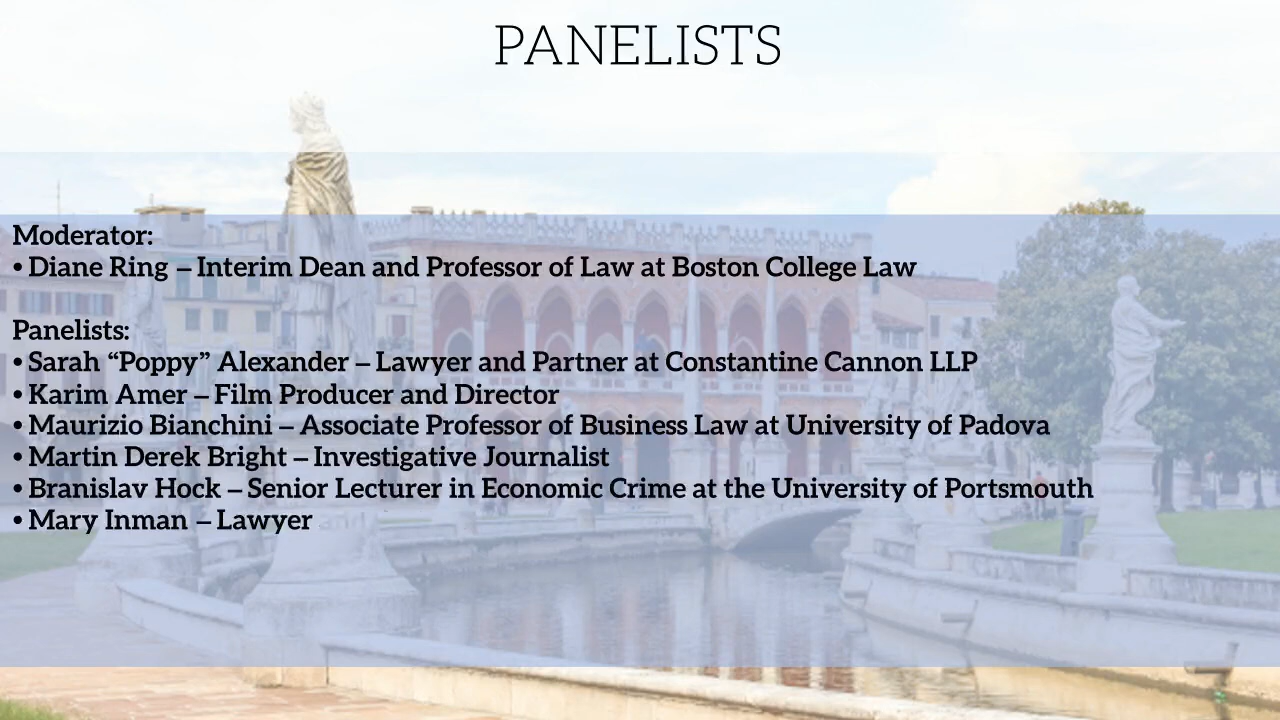 PANELISTS
Moderator:
• Diane Ring – Interim Dean and Professor of Law at Boston College Law
Panelists:
• Sarah “Poppy” Alexander – Lawyer and Partner at Constantine Cannon LLP
• Karim Amer – Film Producer and Director
• Maurizio Bianchini – Associate Professor of Business Law at University of Padova
• Martin Derek Bright – Investigative Journalist
• Branislav Hock – Senior Lecturer in Economic Crime at the University of Portsmouth
• Mary Inman – Lawyer and